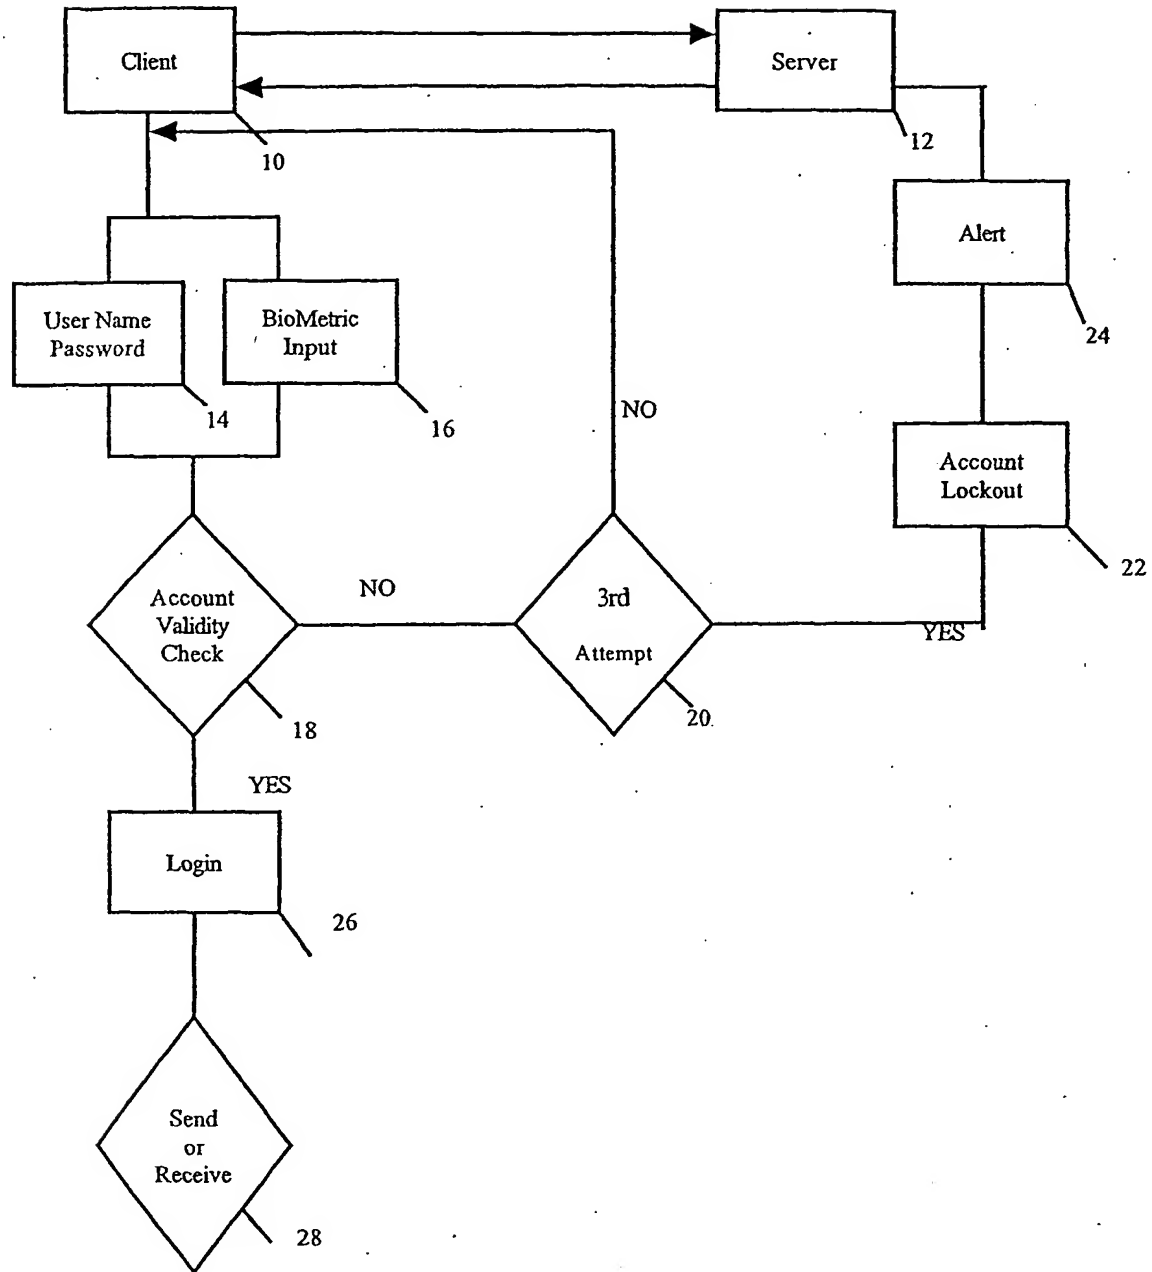 Client
Server
10
12
Alert
24
User Name
Password
14
BioMetric
Input
16
NO
Account
Lockout
22
Account
Validity
Check
18
NO
3rd
Attempt
20
YES
YES
Login
26
Send
or
Receive
28